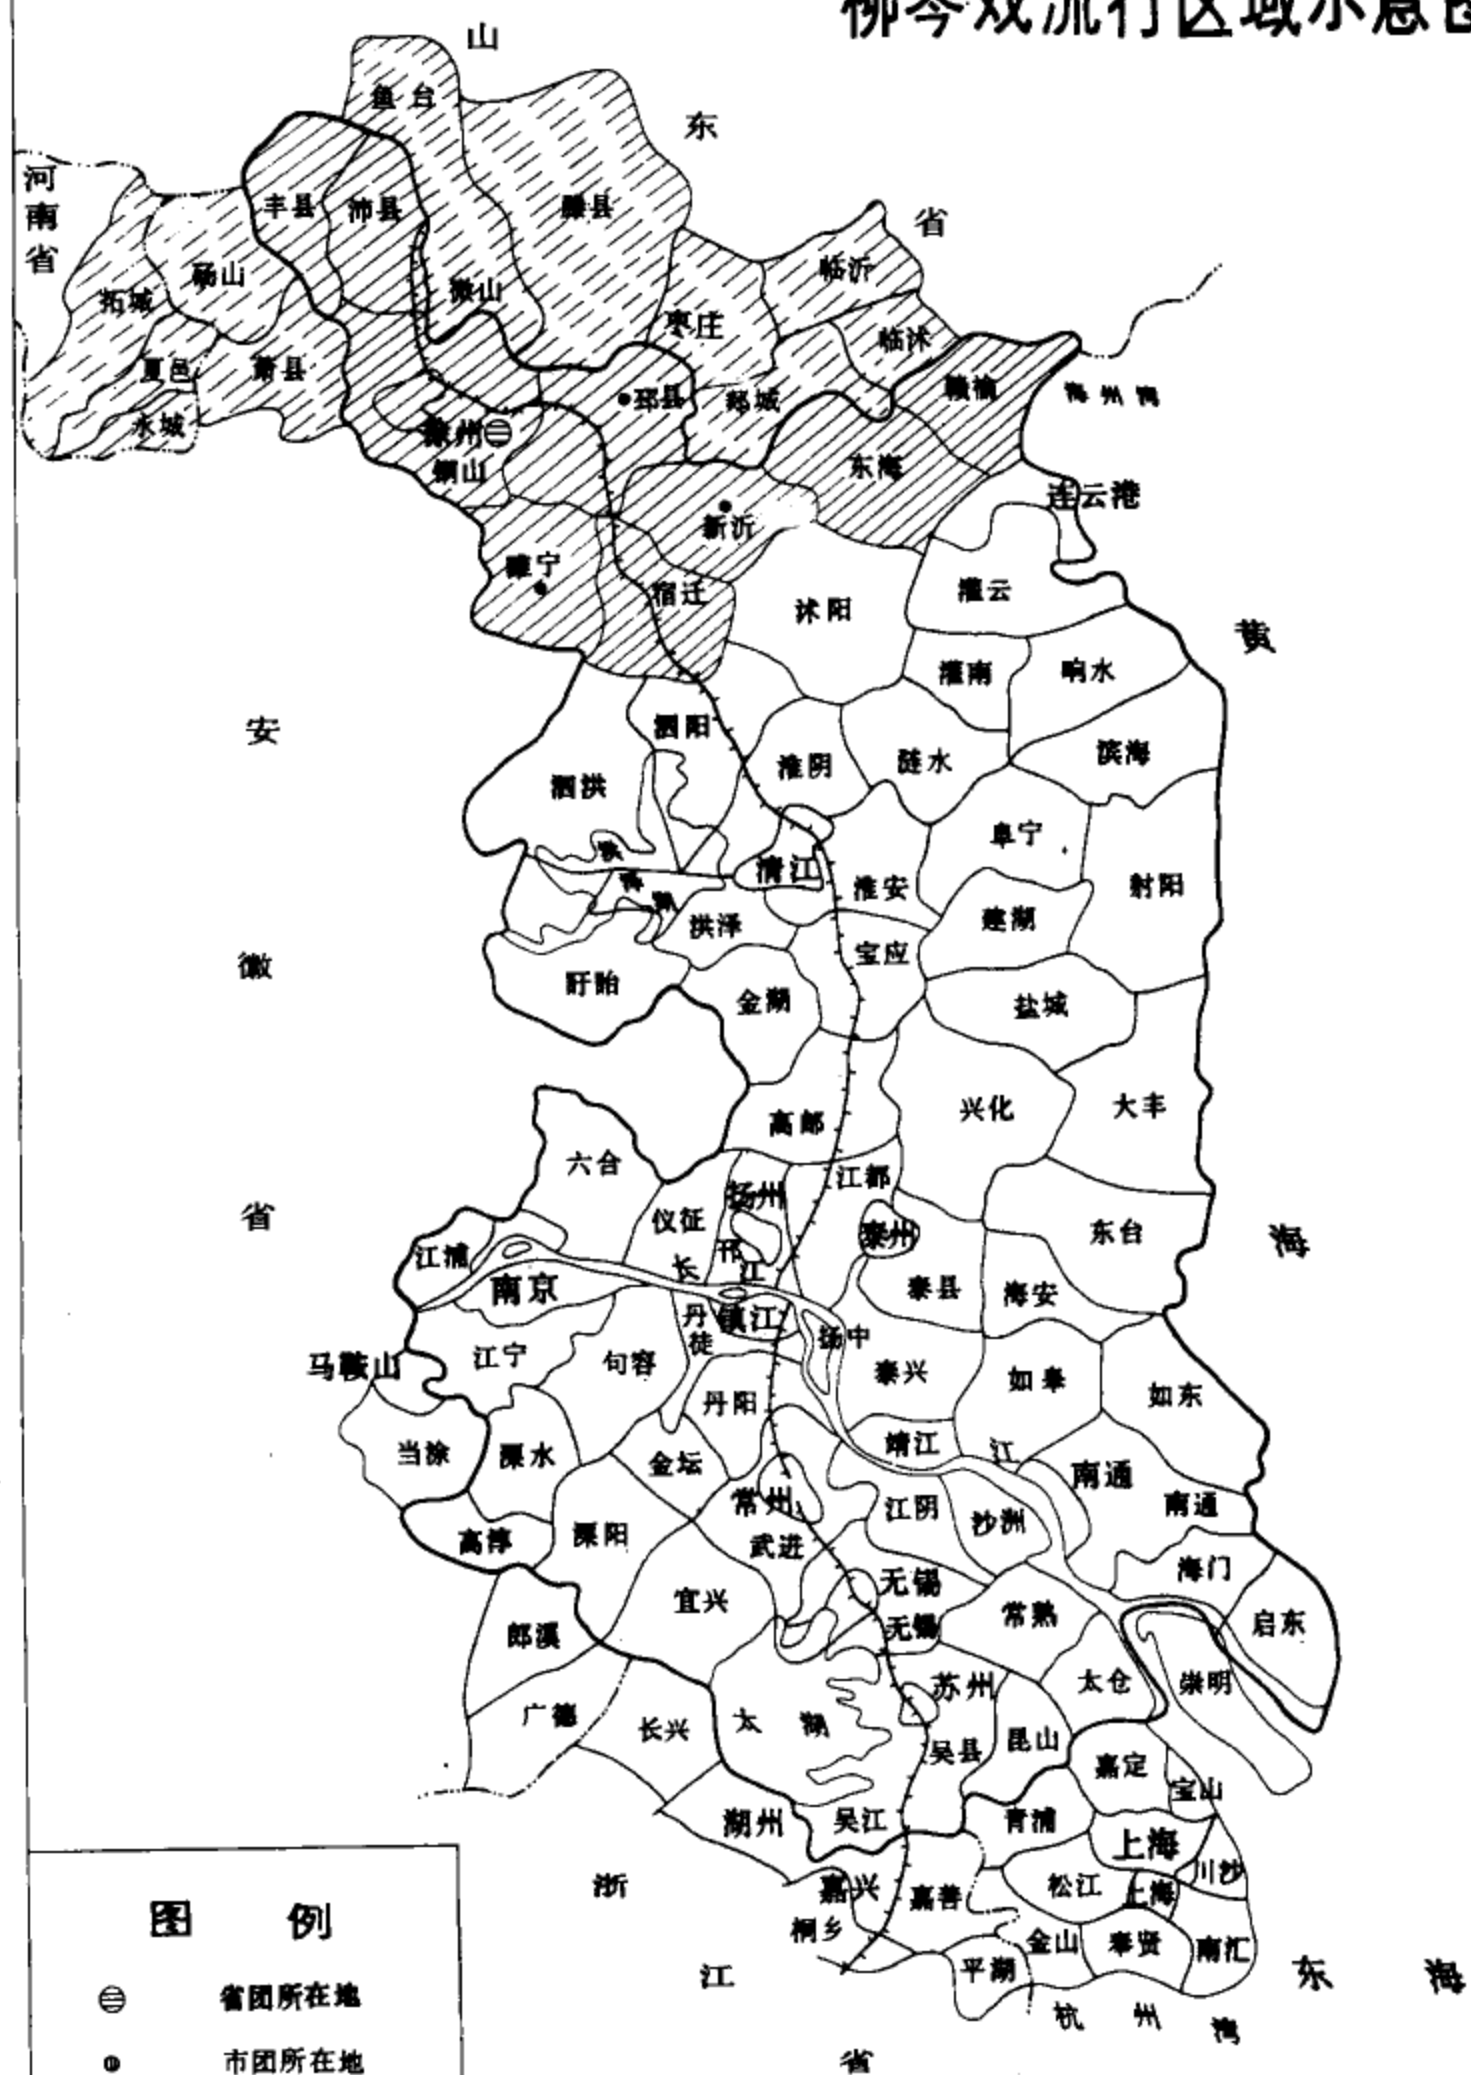 柳琴戏流行区域示意图
山
东
省
河南省
鱼台
丰县
沛县
滕县
砀山
微山
临沂
拓城
枣庄
临沭
夏邑
萧县
赣榆
海州湾
永城
邳县
郯城
徐州
铜山
东海
连云港
新沂
睢宁
宿迁
沭阳
灌云
黄
灌南
响水
安
泗阳
淮阴
涟水
滨海
泗洪
阜宁
洪泽湖
清江
淮安
射阳
建湖
洪泽
宝应
徽
盱眙
金湖
盐城
高邮
兴化
大丰
六合
江都
扬州
省
仪征
泰州
东台
海
江浦
邗江
长
南京
泰县
海安
丹徒
镇江
扬中
马鞍山
江宁
句容
泰兴
如皋
如东
丹阳
当涂
溧水
金坛
靖江
江
南通
常州
江阴
沙洲
南通
高淳
溧阳
武进
海门
无锡
宜兴
常熟
无锡
启东
郎溪
苏州
太仓
崇明
广德
长兴
太湖
吴县
昆山
嘉定
宝山
湖州
吴江
青浦
上海
川沙
浙
嘉兴
嘉善
松江
上海
桐乡
金山
奉贤
南汇
江
平湖
东海
杭州湾
省
图例
省团所在地
市团所在地